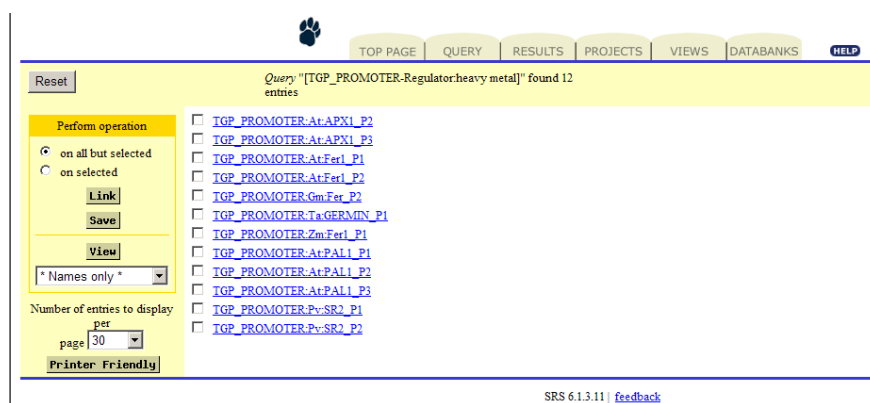 TOP PAGE QUERY RESULTS PROJECTS VIEWS DATABANKS HELP
Reset
Query "[TGP_PROMOTER-Regulator:heavy metal]" found 12
entries
Perform operation
on all but selected
on selected
Link
Save
View
* Names only *
Number of entries to display
per
page 30
Printer Friendly
TGP_PROMOTER:At:APX1_P2
TGP_PROMOTER:At:APX1_P3
TGP_PROMOTER:At:Fer1_P1
TGP_PROMOTER:At:Fer1_P2
TGP_PROMOTER:Gm:Fer_P2
TGP_PROMOTER:Ta:GERMIN_P1
TGP_PROMOTER:Zm:Fer1_P1
TGP_PROMOTER:At:PAL1_P1
TGP_PROMOTER:At:PAL1_P2
TGP_PROMOTER:At:PAL1_P3
TGP_PROMOTER:Pv:SR2_P1
TGP_PROMOTER:Pv:SR2_P2
SRS 6.1.3.11 | feedback